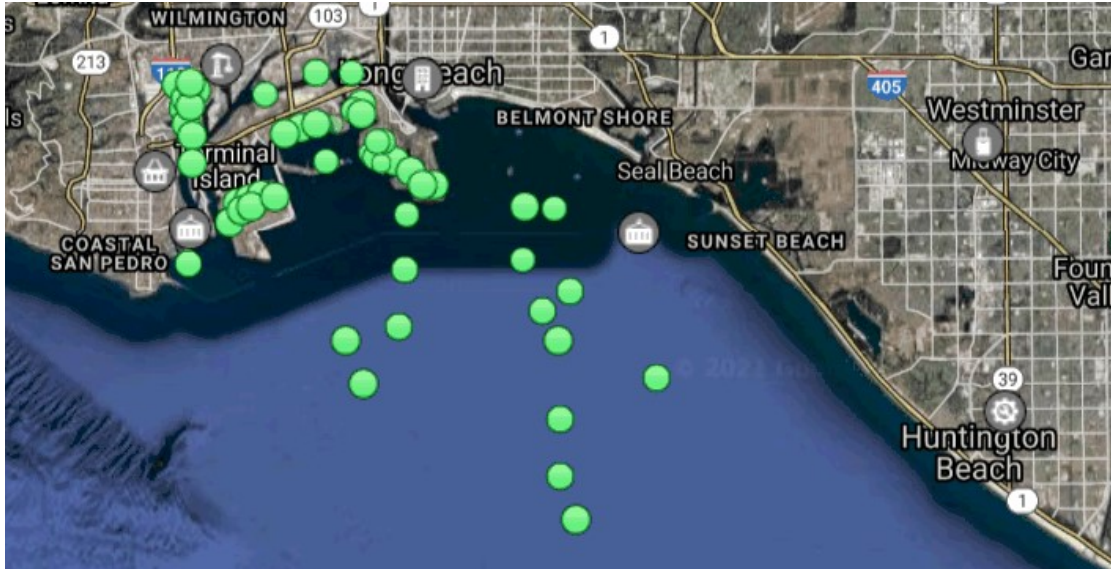 WILMINGTON
103
1
213
1
405
Long Beach
BELMONT SHORE
Westminster
Midway City
Terminal
Island
Seal Beach
COASTAL
SAN PEDRO
SUNSET BEACH
39
Huntington
Beach
1